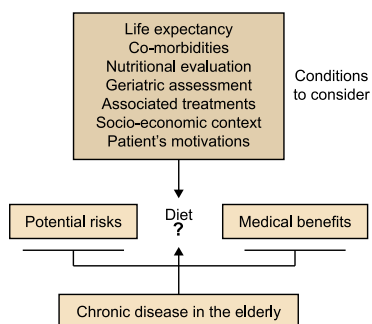 Life expectancy
Co-morbidities
Nutritional evaluation
Geriatric assessment
Associated treatments
Socio-economic context
Patient's motivations
Conditions
to consider
Potential risks
Diet
?
Medical benefits
Chronic disease in the elderly